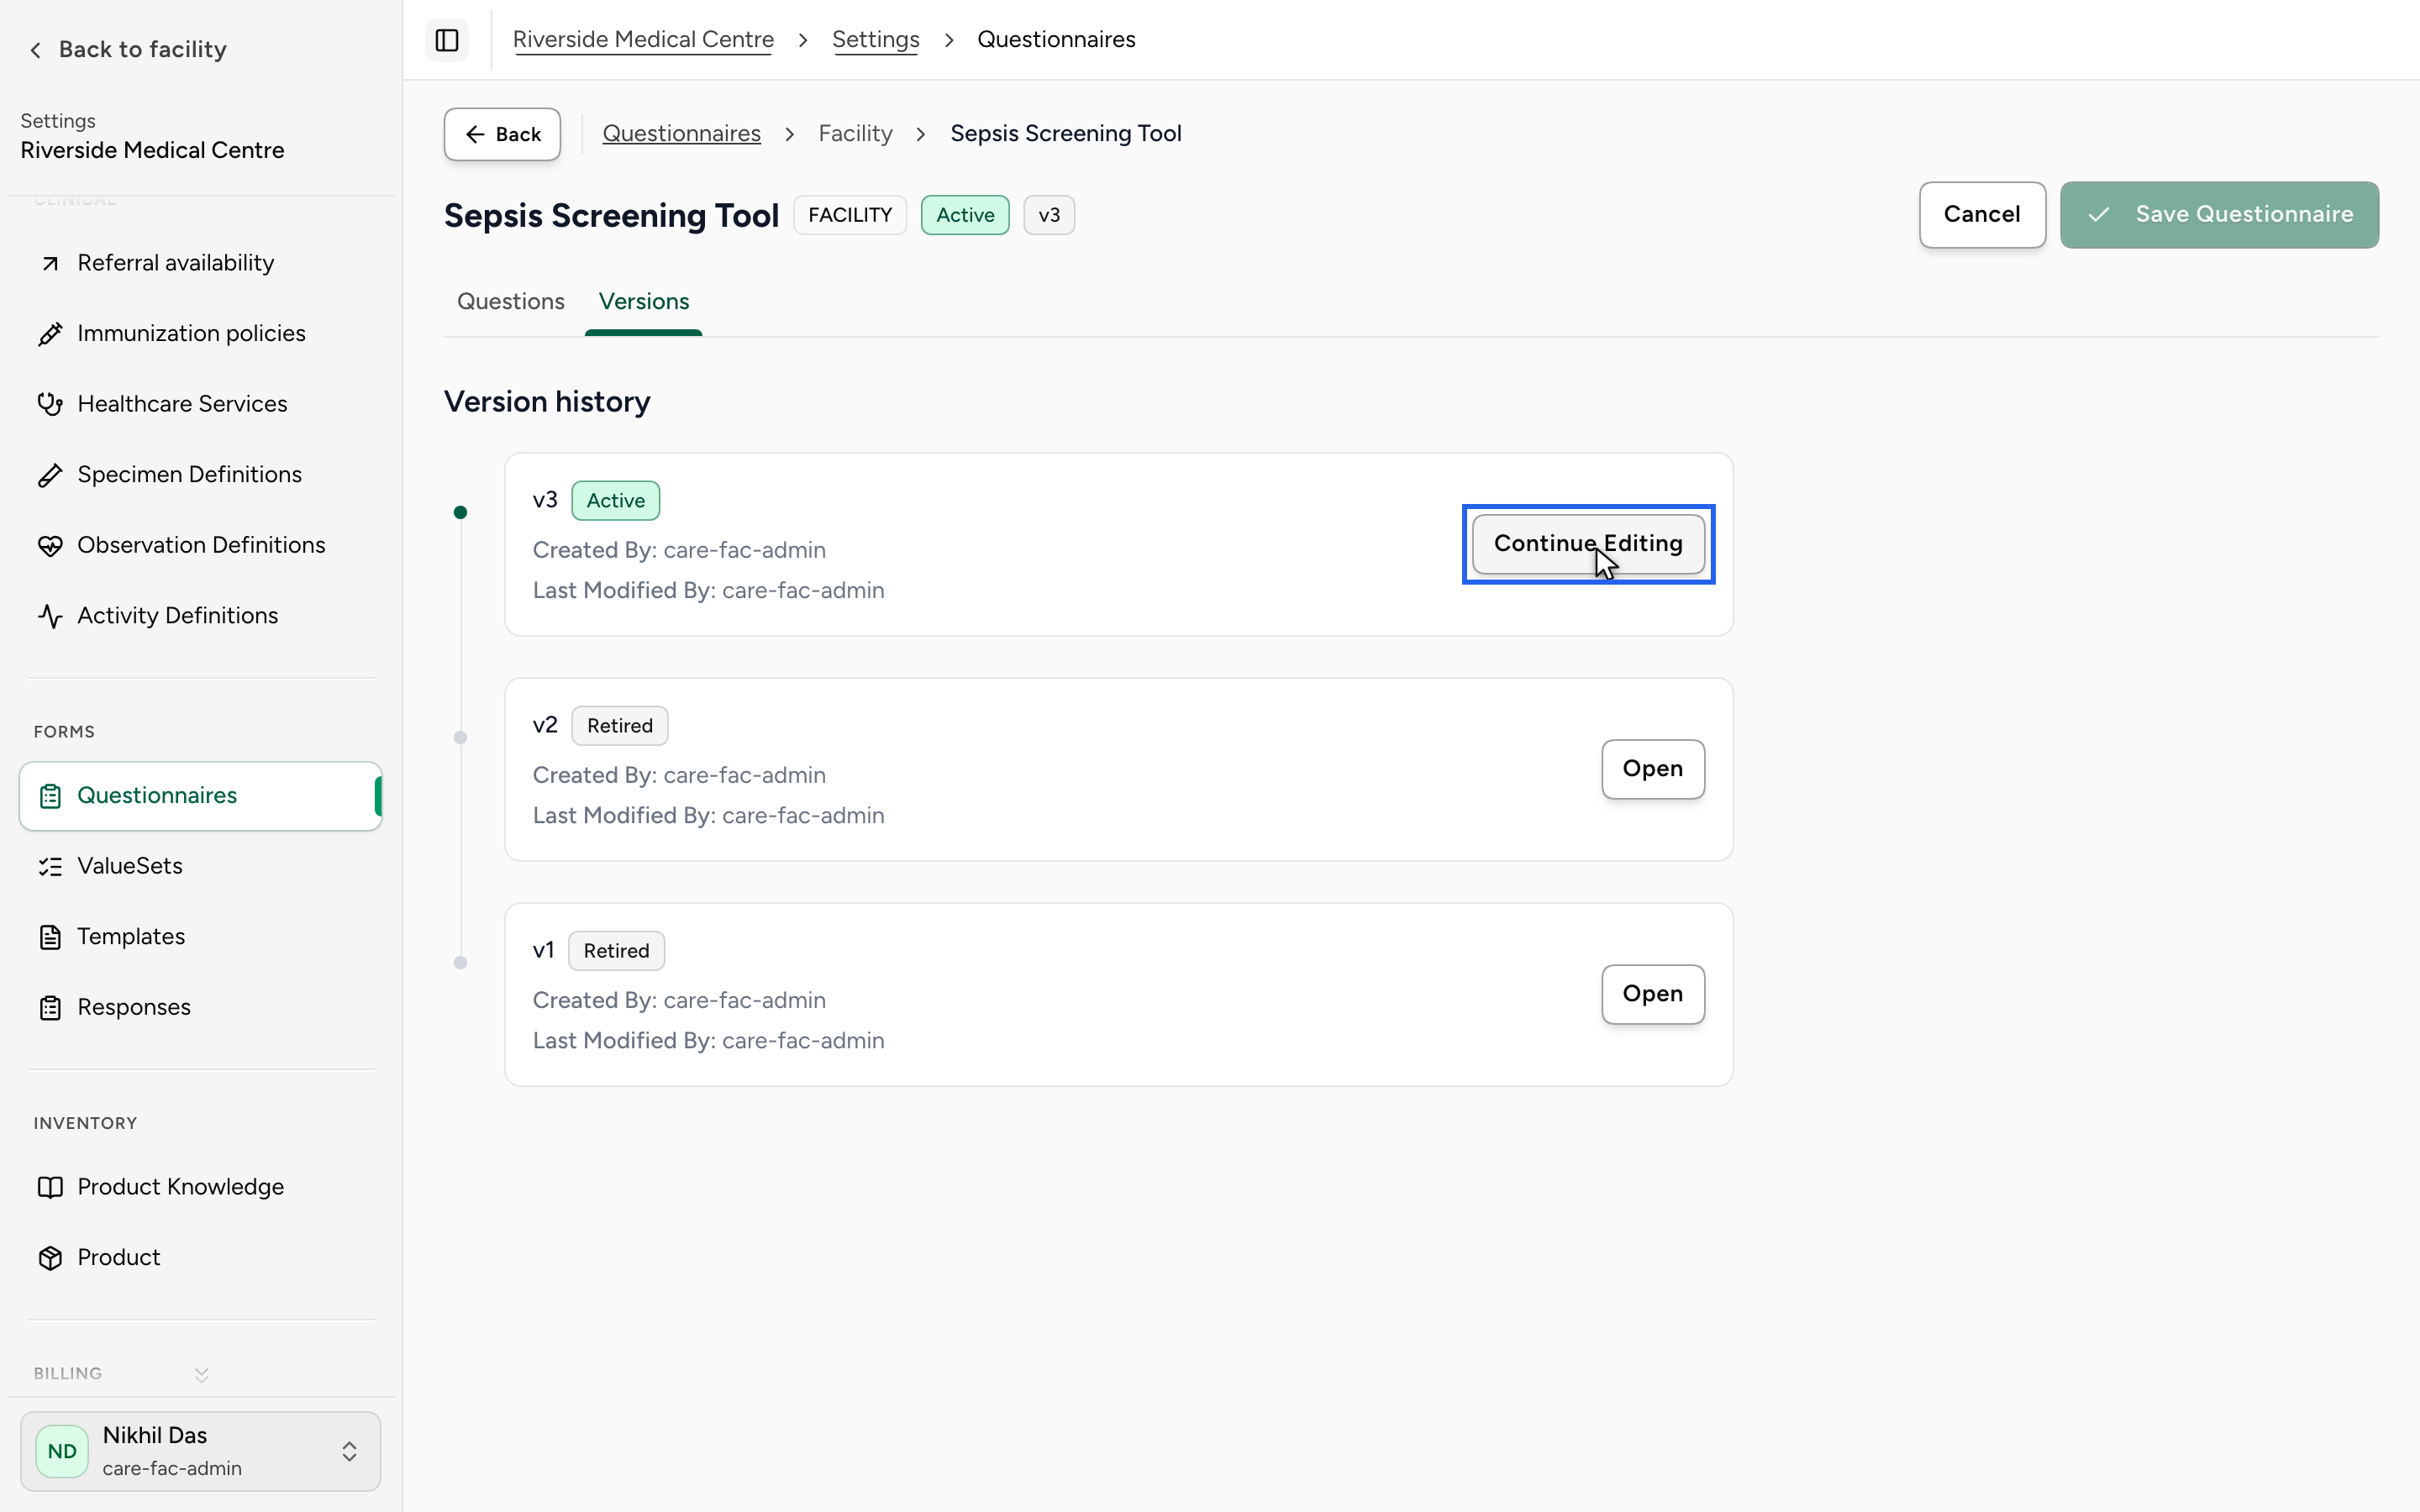 Back to facility
Settings
Riverside Medical Centre
CLINICAL
Referral availability
Immunization policies
Healthcare Services
Specimen Definitions
Observation Definitions
Activity Definitions
FORMS
Questionnaires
ValueSets
Templates
Responses
INVENTORY
Product Knowledge
Product
BILLING
ND
Nikhil Das
care-fac-admin
Riverside Medical Centre > Settings > Questionnaires
Back
Questionnaires > Facility > Sepsis Screening Tool
Sepsis Screening Tool FACILITY Active v3
Cancel
Save Questionnaire
Questions Versions
Version history
v3 Active
Created By: care-fac-admin
Last Modified By: care-fac-admin
Continue Editing
v2 Retired
Created By: care-fac-admin
Last Modified By: care-fac-admin
Open
v1 Retired
Created By: care-fac-admin
Last Modified By: care-fac-admin
Open